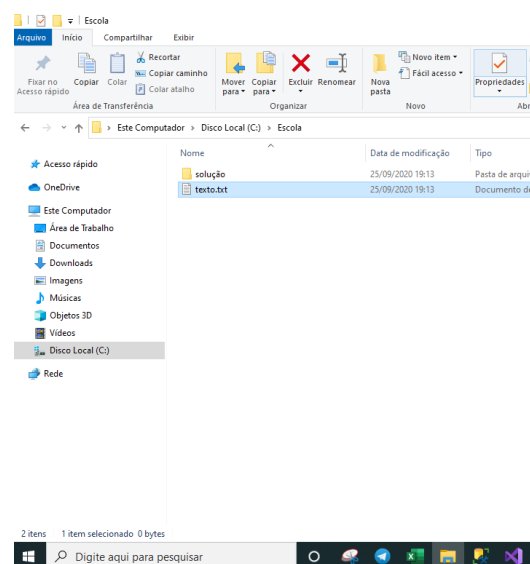 Escola
Arquivo Início Compartilhar Exibir
Fixar no Acesso rápido
Copiar
Colar
Recortar
Copiar caminho
Colar atalho
Mover para
Copiar para
Excluir
Renomear
Nova pasta
Novo item
Fácil acesso
Propriedades
Área de Transferência
Organizar
Novo
Abr
Este Computador > Disco Local (C:) > Escola
Nome Data de modificação Tipo
solução 25/09/2020 19:13 Pasta de arqui
texto.txt 25/09/2020 19:13 Documento d
Acesso rápido
OneDrive
Este Computador
Área de Trabalho
Documentos
Downloads
Imagens
Músicas
Objetos 3D
Vídeos
Disco Local (C:)
Rede
2 itens 1 item selecionado 0 bytes
Digite aqui para pesquisar